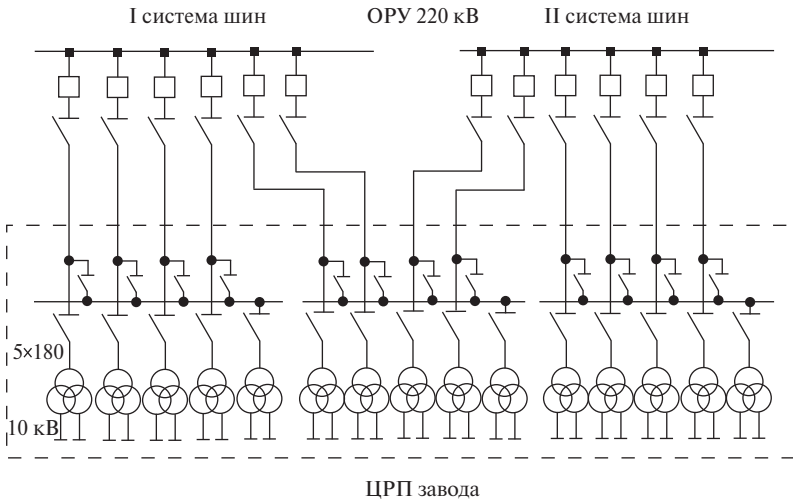 I система шин
ОРУ 220 кВ
II система шин
5×180
10 кВ
ЦРП завода